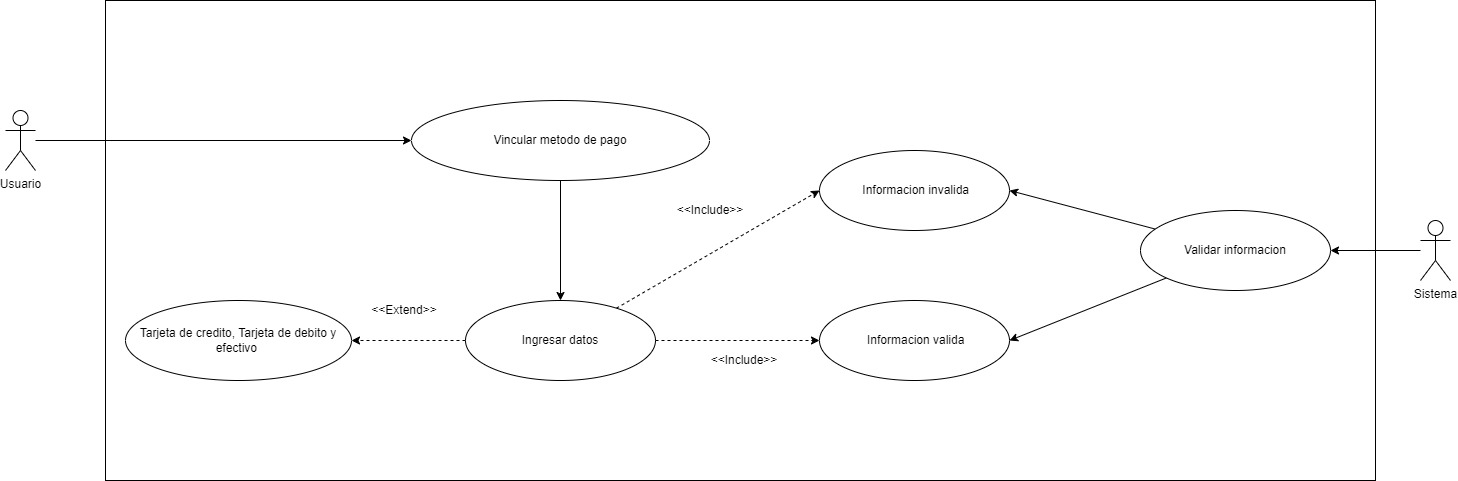 Vincular metodo de pago
Usuario
Informacion invalida
<<Include>>
Validar informacion
Sistema
<<Extend>>
Tarjeta de credito, Tarjeta de debito y
efectivo
Ingresar datos
Informacion valida
<<Include>>